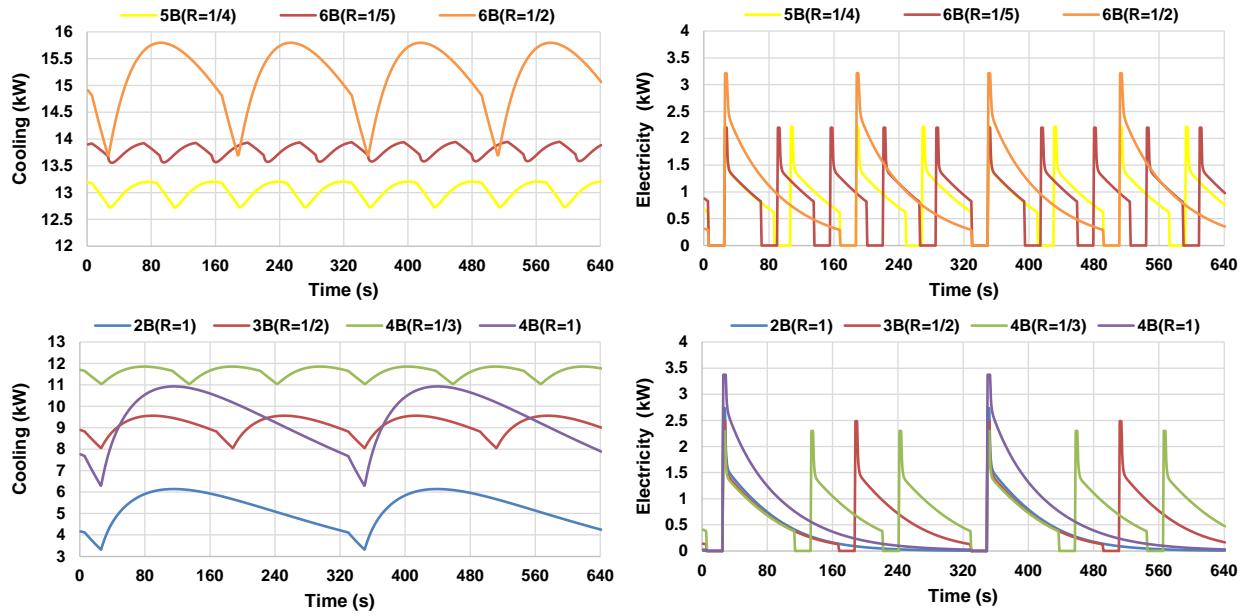 5B(R=1/4) 6B(R=1/5) 6B(R=1/2)
Cooling (kW)
16
15.5
15
14.5
14
13.5
13
12.5
12
0 80 160 240 320 400 480 560 640
Time (s)
5B(R=1/4) 6B(R=1/5) 6B(R=1/2)
Electricity (kW)
4
3.5
3
2.5
2
1.5
1
0.5
0
0 80 160 240 320 400 480 560 640
Time (s)
2B(R=1) 3B(R=1/2) 4B(R=1/3) 4B(R=1)
Cooling (kW)
13
12
11
10
9
8
7
6
5
4
3
0 80 160 240 320 400 480 560 640
Time (s)
2B(R=1) 3B(R=1/2) 4B(R=1/3) 4B(R=1)
Electricity (kW)
4
3.5
3
2.5
2
1.5
1
0.5
0
0 80 160 240 320 400 480 560 640
Time (s)